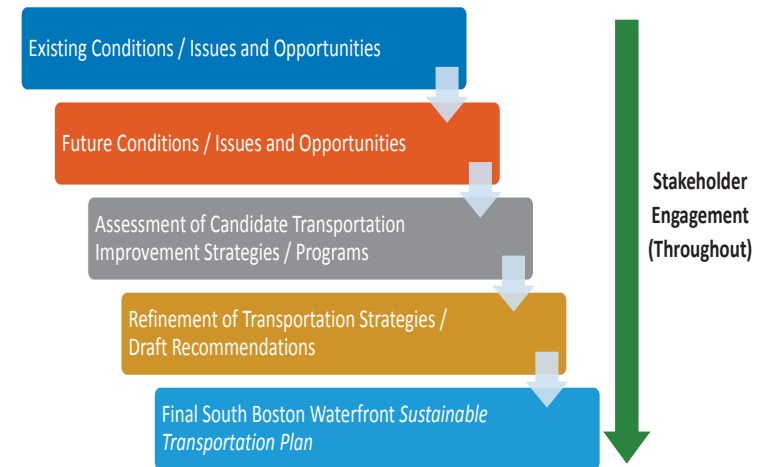 Existing Conditions / Issues and Opportunities
Future Conditions / Issues and Opportunities
Assessment of Candidate Transportation
Improvement Strategies / Programs
Refinement of Transportation Strategies /
Draft Recommendations
Final South Boston Waterfront Sustainable
Transportation Plan
Stakeholder
Engagement
(Throughout)